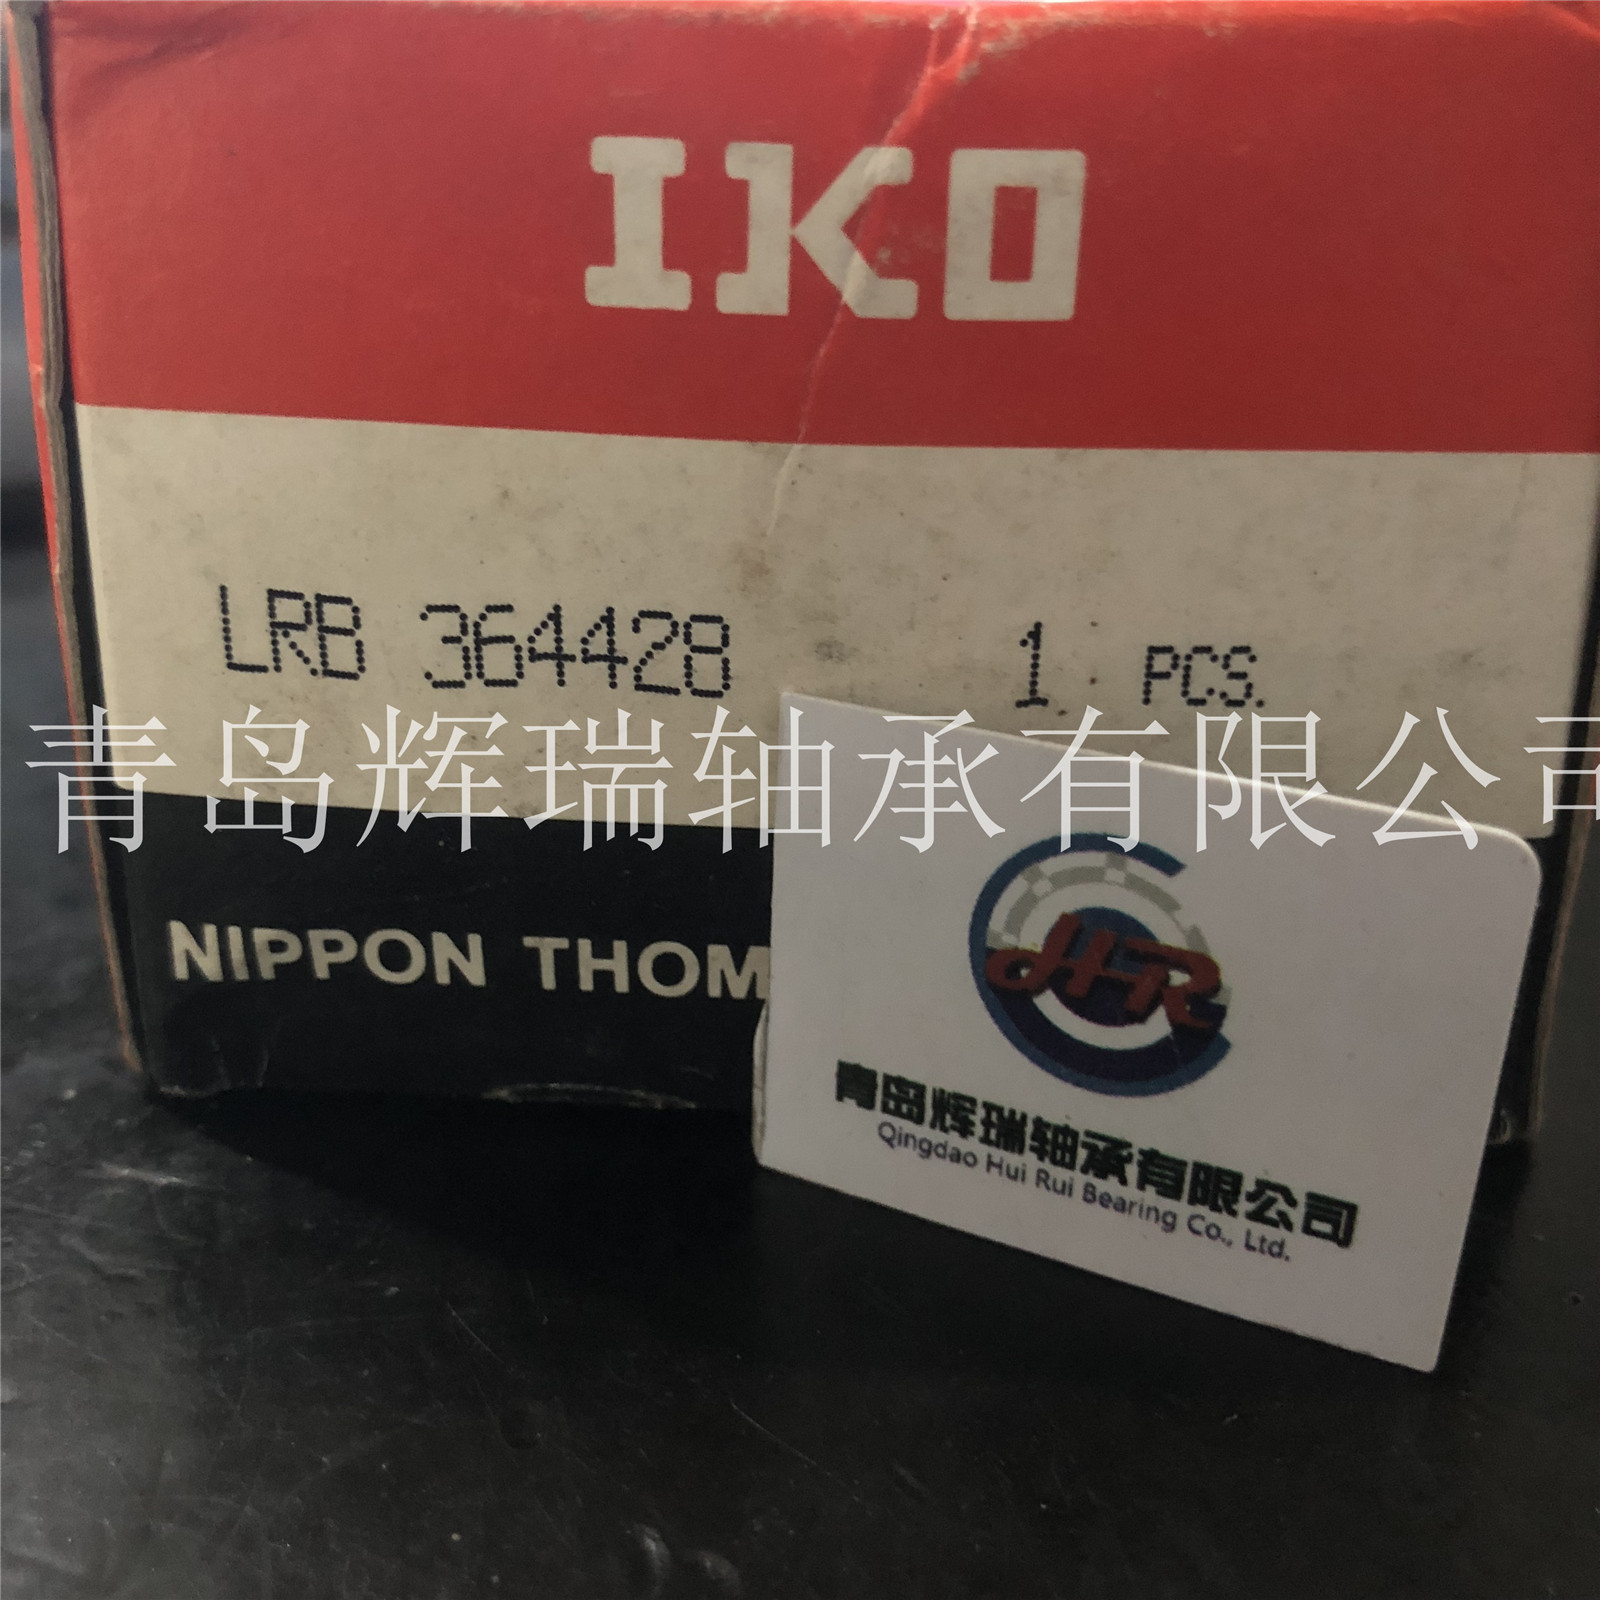 IKO
LRB 364428 1 PCS.
青岛辉瑞轴承有限公司
NIPPON THOM
HR
青岛辉瑞轴承有限公司
Qingdao Hui Rui Bearing Co., Ltd.